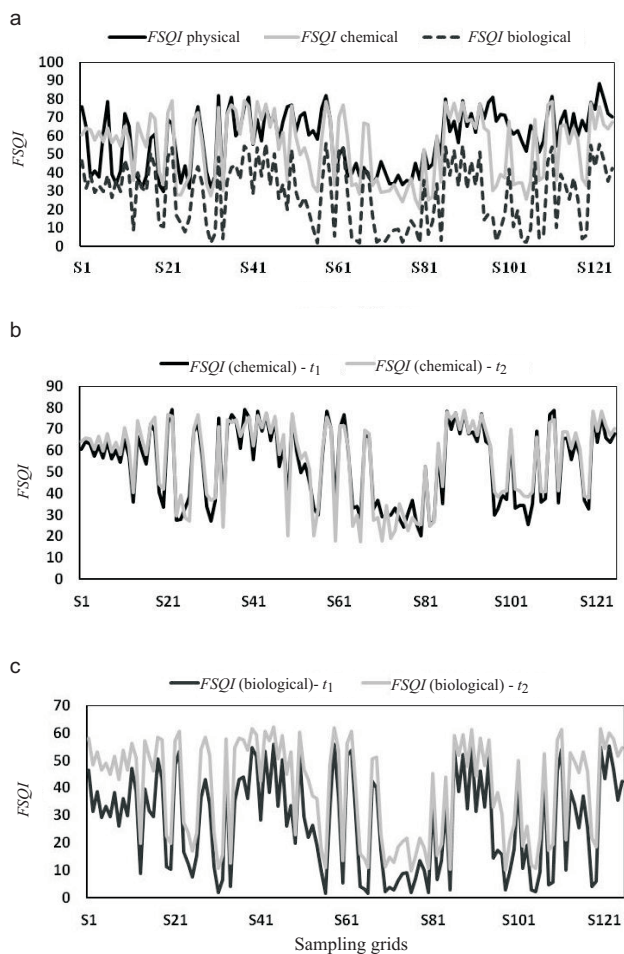 a
FSQI physical FSQI chemical FSQI biological
100
90
80
70
60
50
40
30
20
10
0
FSQI
S1 S21 S41 S61 S81 S101 S121
b
FSQI (chemical) - t1 FSQI (chemical) - t2
90
80
70
60
50
40
30
20
10
0
FSQI
S1 S21 S41 S61 S81 S101 S121
c
FSQI (biological)- t1 FSQI (biological) - t2
70
60
50
40
30
20
10
0
FSQI
S1 S21 S41 S61 S81 S101 S121
Sampling grids